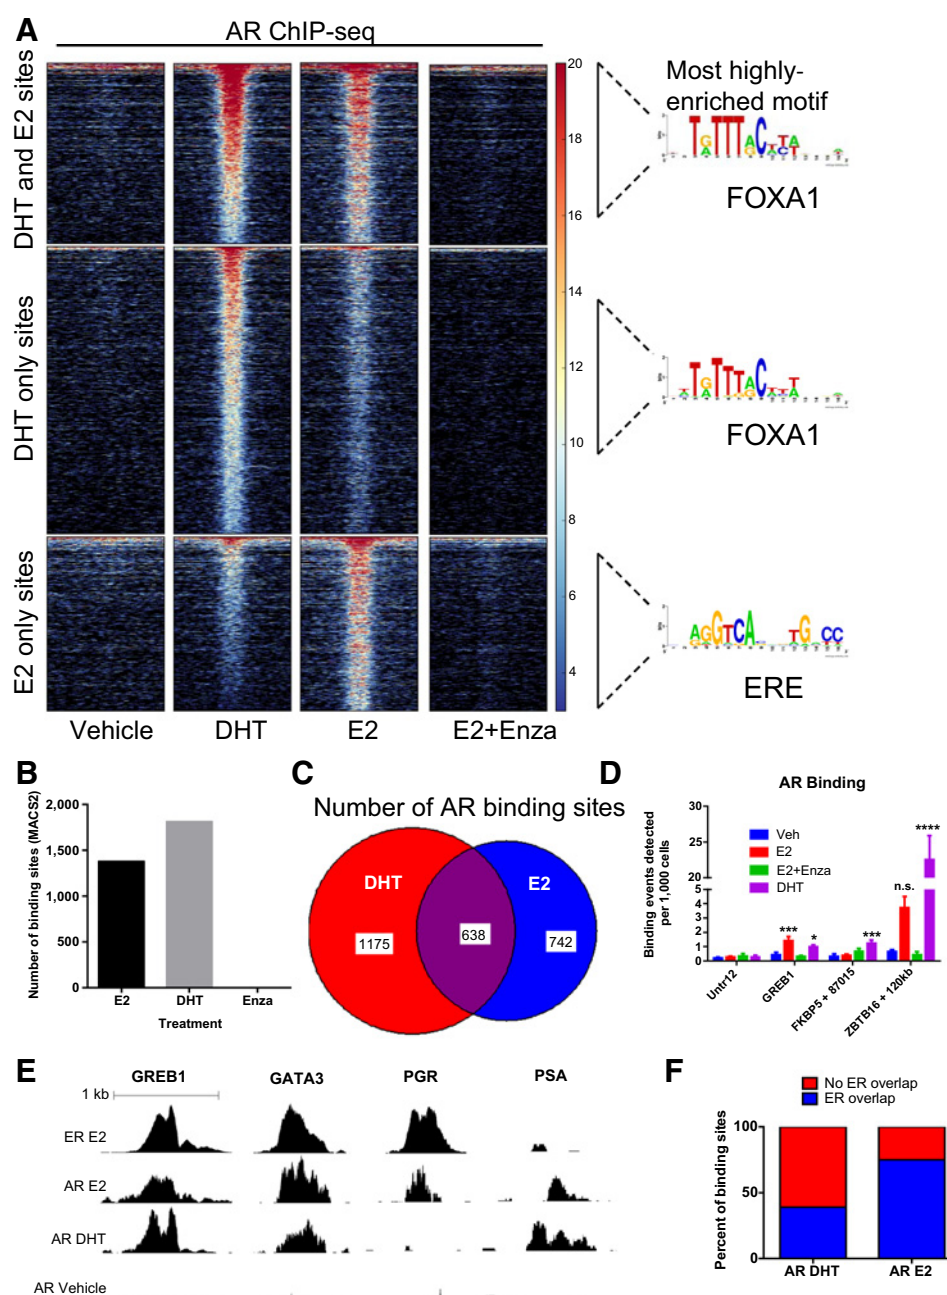 A
AR ChIP-seq
DHT and E2 sites
DHT only sites
E2 only sites
20
18
16
14
12
10
8
6
4
Most highly-
enriched motif
FOXA1
FOXA1
ERE
Vehicle
DHT
E2
E2+Enza
B
Number of binding sites (MACS2)
2,000
1,500
1,000
500
0
E2
DHT
Enza
Treatment
C
Number of AR binding sites
DHT
E2
1175
638
742
D
AR Binding
Binding events detected
per 1,000 cells
30
25
20
5
4
3
2
1
0
Veh
E2
E2+Enza
DHT
***
*
***
n.s.
****
Untr12
GREB1
FKBP5 + 87015
ZBTB16 + 120kb
E
GREB1
GATA3
PGR
PSA
1 kb
ER E2
AR E2
AR DHT
AR Vehicle
F
No ER overlap
ER overlap
Percent of binding sites
100
50
0
AR DHT
AR E2